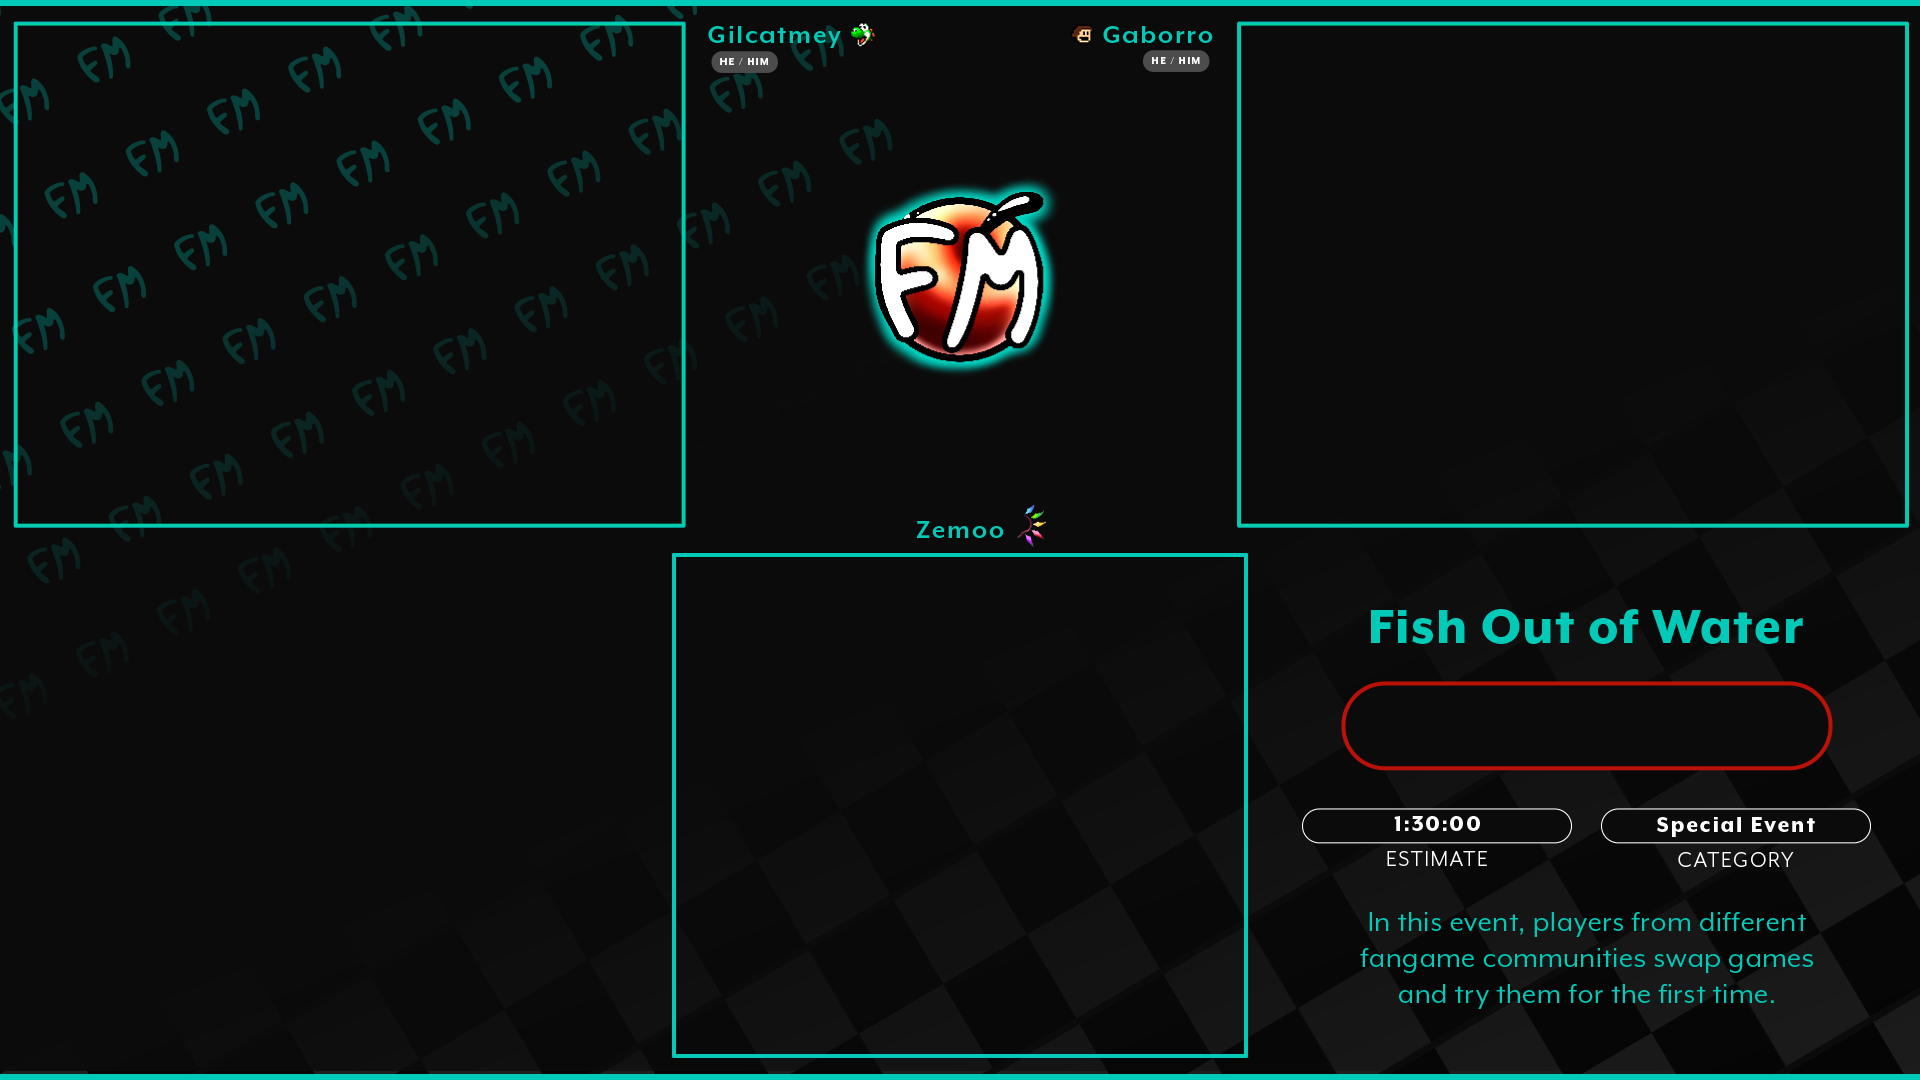 Gilcatmey
HE / HIM
Gaborro
HE / HIM
FM
Zemoo
Fish Out of Water
1:30:00
ESTIMATE
Special Event
CATEGORY
In this event, players from different
fangame communities swap games
and try them for the first time.